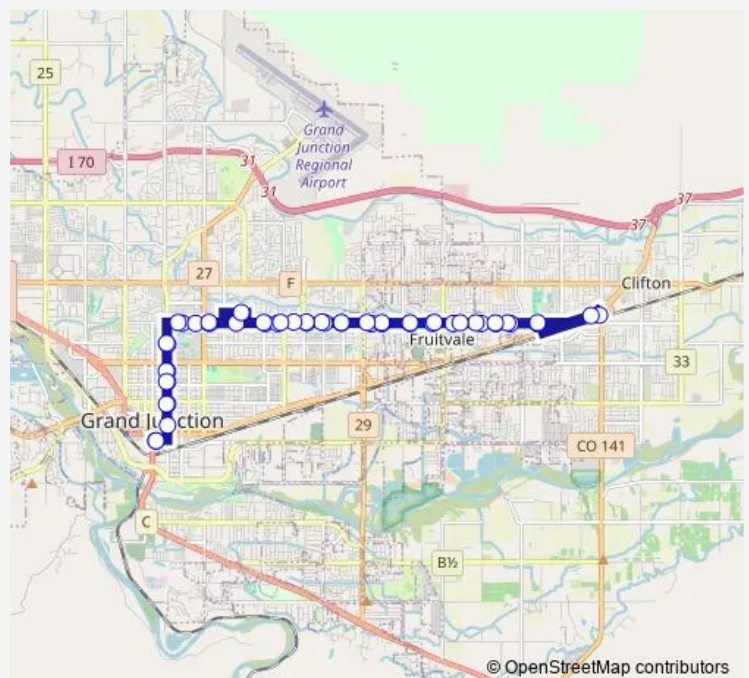 25
I 70
31
31
Grand
Junction
Regional
Airport
37
37
27
F
Clifton
Fruitvale
33
Grand Junction
29
CO 141
C
B½
© OpenStreetMap contributors